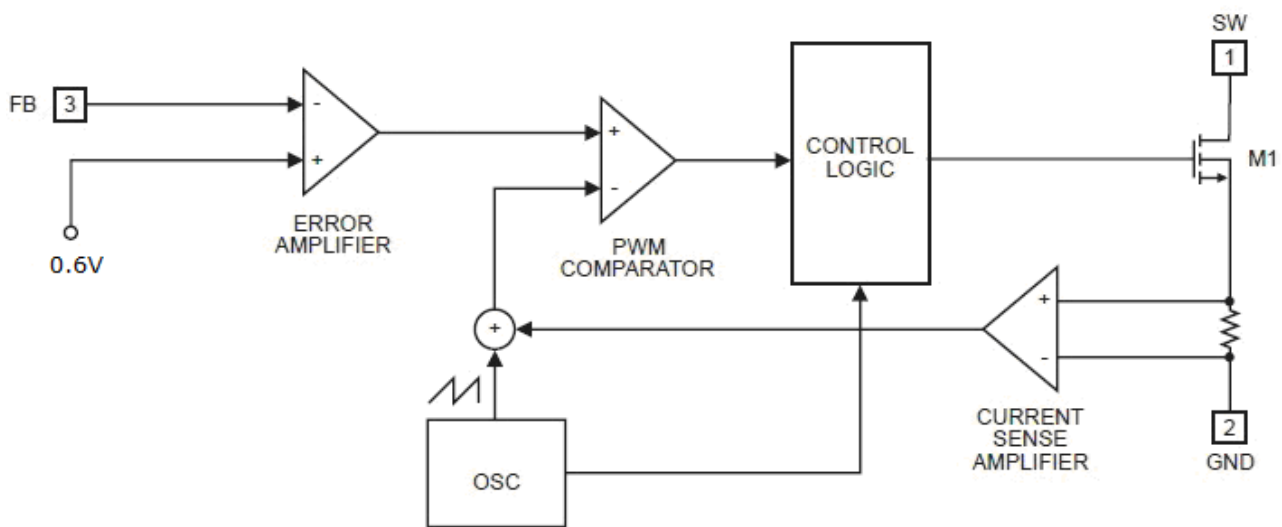 SW
1
FB 3
-
+
ERROR
AMPLIFIER
0.6V
+
-
PWM
COMPARATOR
CONTROL
LOGIC
M1
+
OSC
+
-
CURRENT
SENSE
AMPLIFIER
2
GND